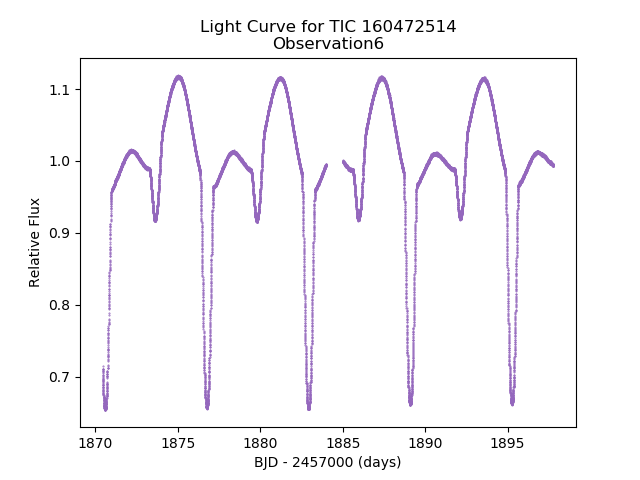 Light Curve for TIC 160472514
Observation6
1.1
1.0
0.9
0.8
0.7
Relative Flux
1870 1875 1880 1885 1890 1895
BJD - 2457000 (days)